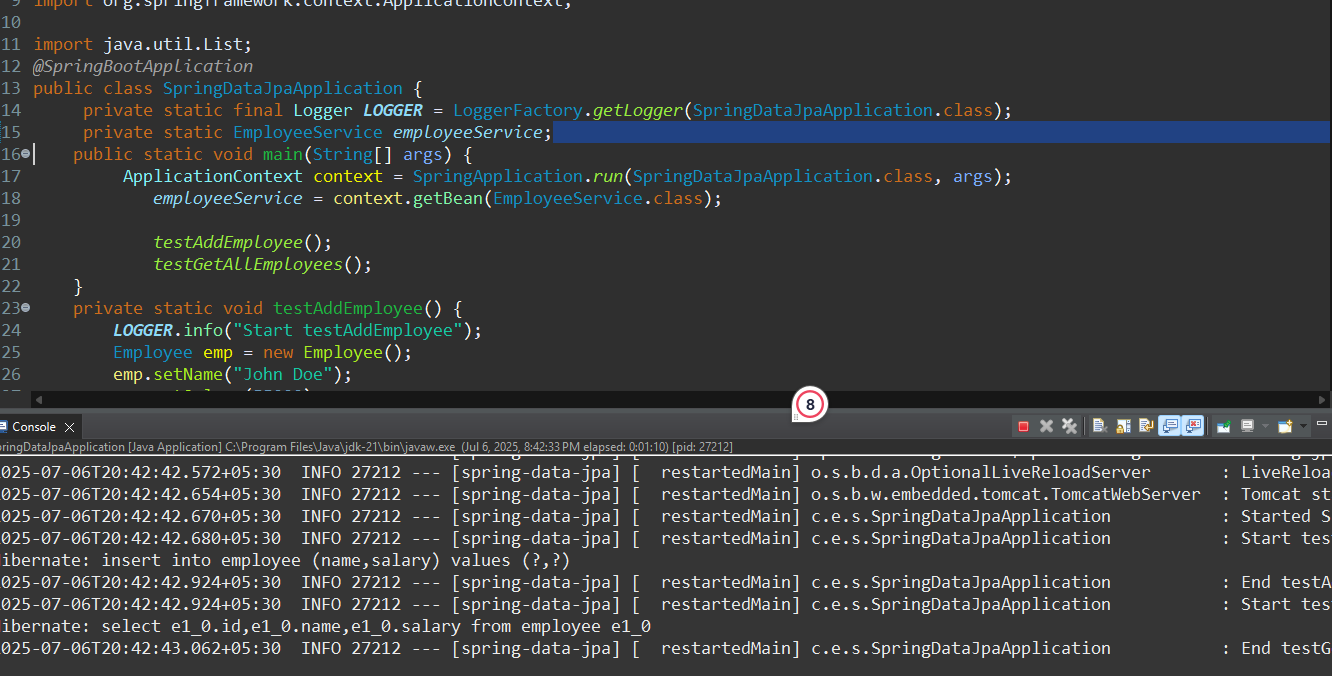 9 import org.springframework.context.ApplicationContext;
10
11 import java.util.List;
12 @SpringBootApplication
13 public class SpringDataJpaApplication {
14 private static final Logger LOGGER = LoggerFactory.getLogger(SpringDataJpaApplication.class);
15 private static EmployeeService employeeService;
16 public static void main(String[] args) {
17 ApplicationContext context = SpringApplication.run(SpringDataJpaApplication.class, args);
18 employeeService = context.getBean(EmployeeService.class);
19
20 testAddEmployee();
21 testGetAllEmployees();
22 }
23 private static void testAddEmployee() {
24 LOGGER.info("Start testAddEmployee");
25 Employee emp = new Employee();
26 emp.setName("John Doe");
8
Console
pringDataJpaApplication [Java Application] C:\Program Files\Java\jdk-21\bin\javaw.exe (Jul 6, 2025, 8:42:33 PM elapsed: 0:01:10) [pid: 27212]
025-07-06T20:42:42.572+05:30 INFO 27212 --- [spring-data-jpa] [ restartedMain] o.s.b.d.a.OptionalLiveReloadServer : LiveReloa
025-07-06T20:42:42.654+05:30 INFO 27212 --- [spring-data-jpa] [ restartedMain] o.s.b.w.embedded.tomcat.TomcatWebServer : Tomcat st
025-07-06T20:42:42.670+05:30 INFO 27212 --- [spring-data-jpa] [ restartedMain] c.e.s.SpringDataJpaApplication : Started S
025-07-06T20:42:42.680+05:30 INFO 27212 --- [spring-data-jpa] [ restartedMain] c.e.s.SpringDataJpaApplication : Start tes
ibernate: insert into employee (name,salary) values (?,?)
025-07-06T20:42:42.924+05:30 INFO 27212 --- [spring-data-jpa] [ restartedMain] c.e.s.SpringDataJpaApplication : End testA
025-07-06T20:42:42.924+05:30 INFO 27212 --- [spring-data-jpa] [ restartedMain] c.e.s.SpringDataJpaApplication : Start tes
ibernate: select e1_0.id,e1_0.name,e1_0.salary from employee e1_0
025-07-06T20:42:43.062+05:30 INFO 27212 --- [spring-data-jpa] [ restartedMain] c.e.s.SpringDataJpaApplication : End testG